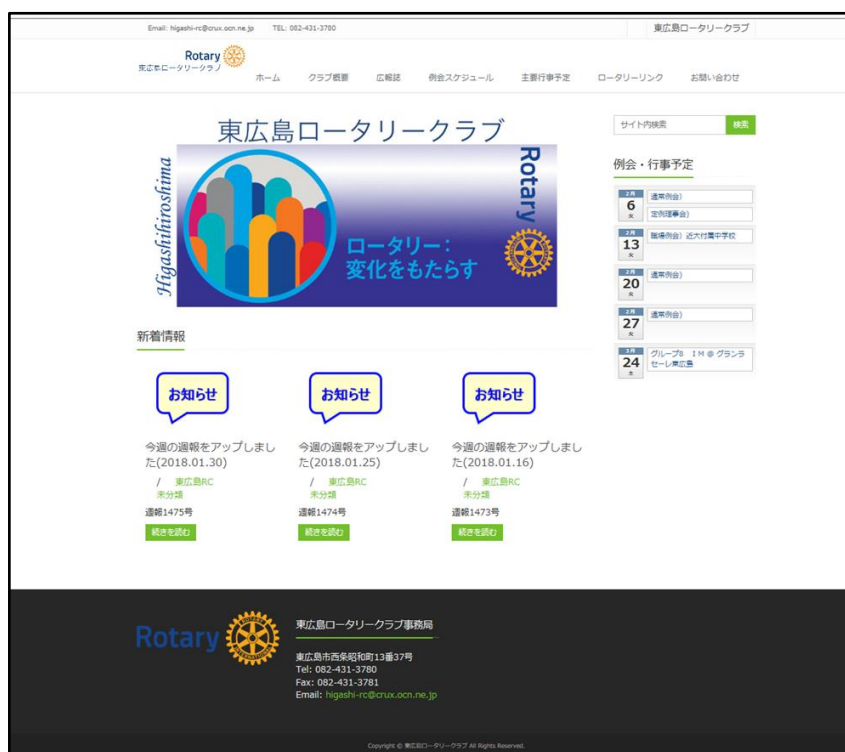 Email: higashi-rc@crux.ocn.ne.jp TEL: 082-431-3780 東広島ロータリークラブ
Rotary
東広島ロータリークラブ
ホーム クラブ概要 広報誌 例会スケジュール 主要行事予定 ロータリーリンク お問い合わせ
東広島ロータリークラブ
Higashihiroshima
Rotary
ロータリー：
変化をもたらす
サイト内検索 検索
例会・行事予定
2月
6
火
通常例会)
定例理事会)
2月
13
火
職場例会) 近大付属中学校
2月
20
火
通常例会)
2月
27
火
通常例会)
3月
24
土
グループ8 IM @ グランラ
セーレ東広島
新着情報
お知らせ
今週の週報をアップしまし
た(2018.01.30)
/ 東広島RC
未分類
週報1475号
続きを読む
お知らせ
今週の週報をアップしまし
た(2018.01.25)
/ 東広島RC
未分類
週報1474号
続きを読む
お知らせ
今週の週報をアップしまし
た(2018.01.16)
/ 東広島RC
未分類
週報1473号
続きを読む
Rotary
東広島ロータリークラブ事務局
東広島市西条昭和町13番37号
Tel: 082-431-3780
Fax: 082-431-3781
Email: higashi-rc@crux.ocn.ne.jp
Copyright © 東広島ロータリークラブ All Rights Reserved.